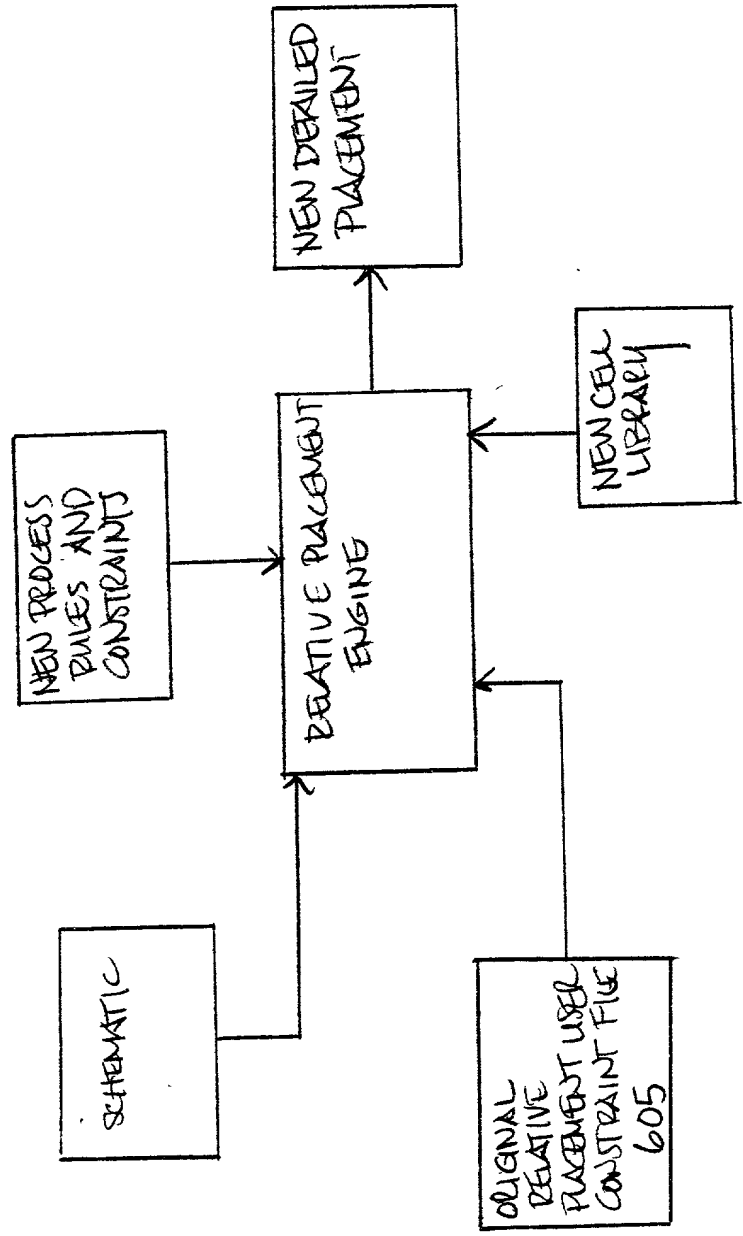 SCHEMATIC
NEW PROCESS
RULES AND
CONSTRAINTS
RELATIVE PLACEMENT
ENGINE
NEW DETAILED
PLACEMENT
ORIGINAL
RELATIVE
PLACEMENT USER
CONSTRAINT FILE
605
NEW CELL
LIBRARY